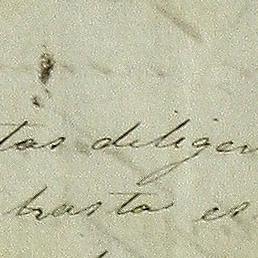 tas diligen
hasta es